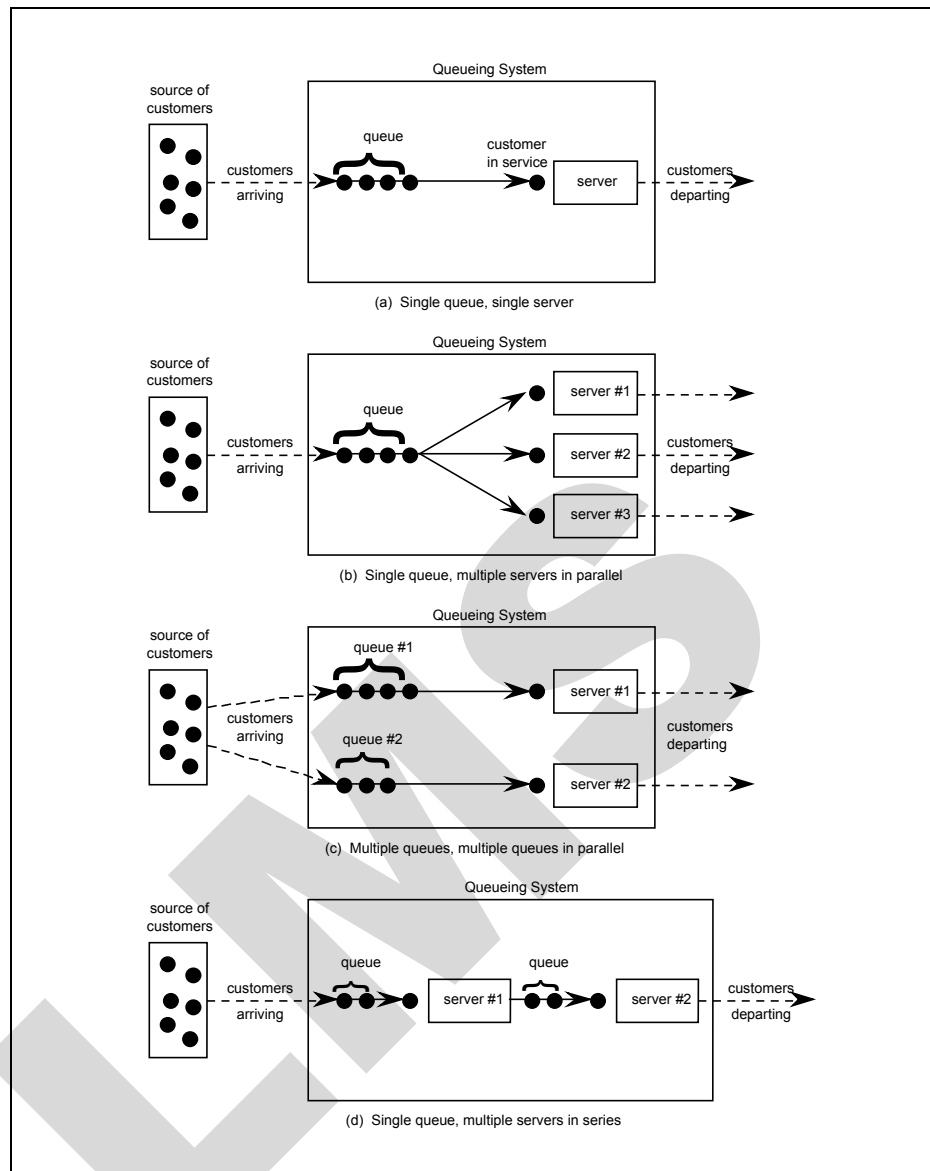 Queueing System
source of
customers
queue
customer
in service
customers
arriving
server
customers
departing
(a) Single queue, single server
Queueing System
source of
customers
queue
customers
arriving
server #1
server #2
server #3
customers
departing
(b) Single queue, multiple servers in parallel
Queueing System
source of
customers
queue #1
customers
arriving
queue #2
server #1
server #2
customers
departing
(c) Multiple queues, multiple queues in parallel
Queueing System
source of
customers
queue
queue
customers
arriving
server #1
server #2
customers
departing
(d) Single queue, multiple servers in series
LMS